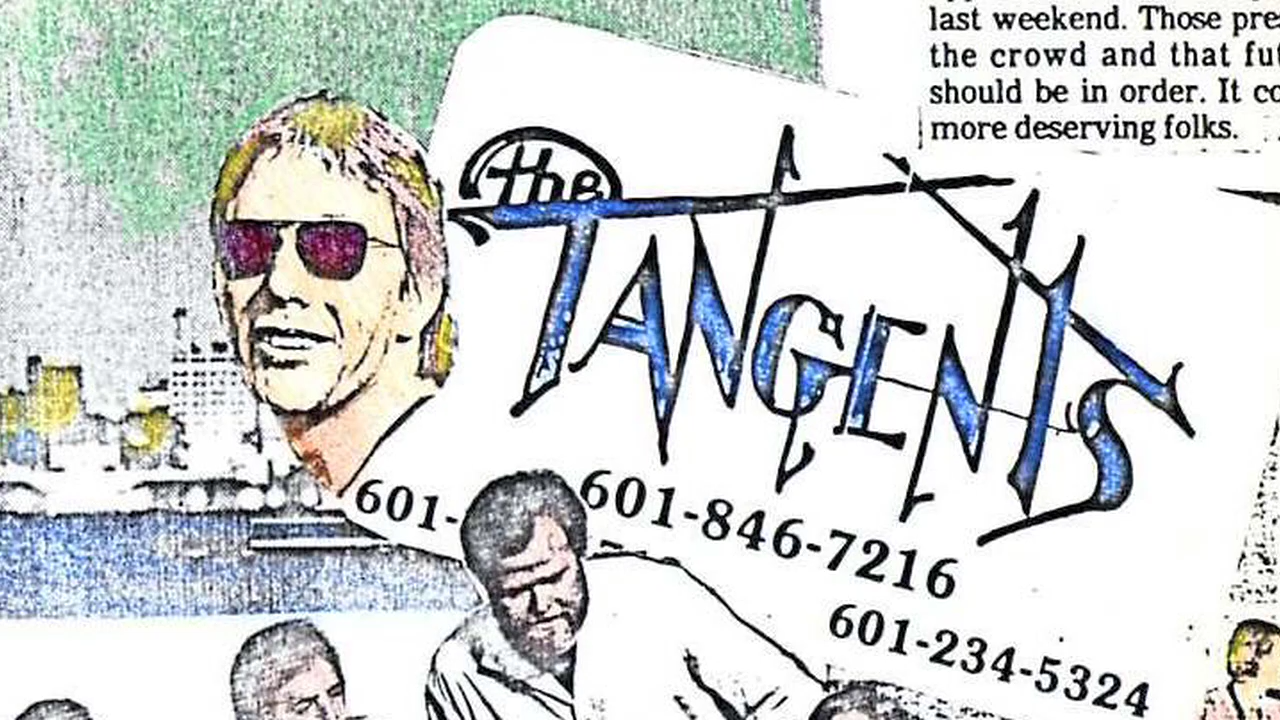 last weekend. Those pre
the crowd and that fut
should be in order. It co
more deserving folks.
the
TANGENTS
601-
601-846-7216
601-234-5324